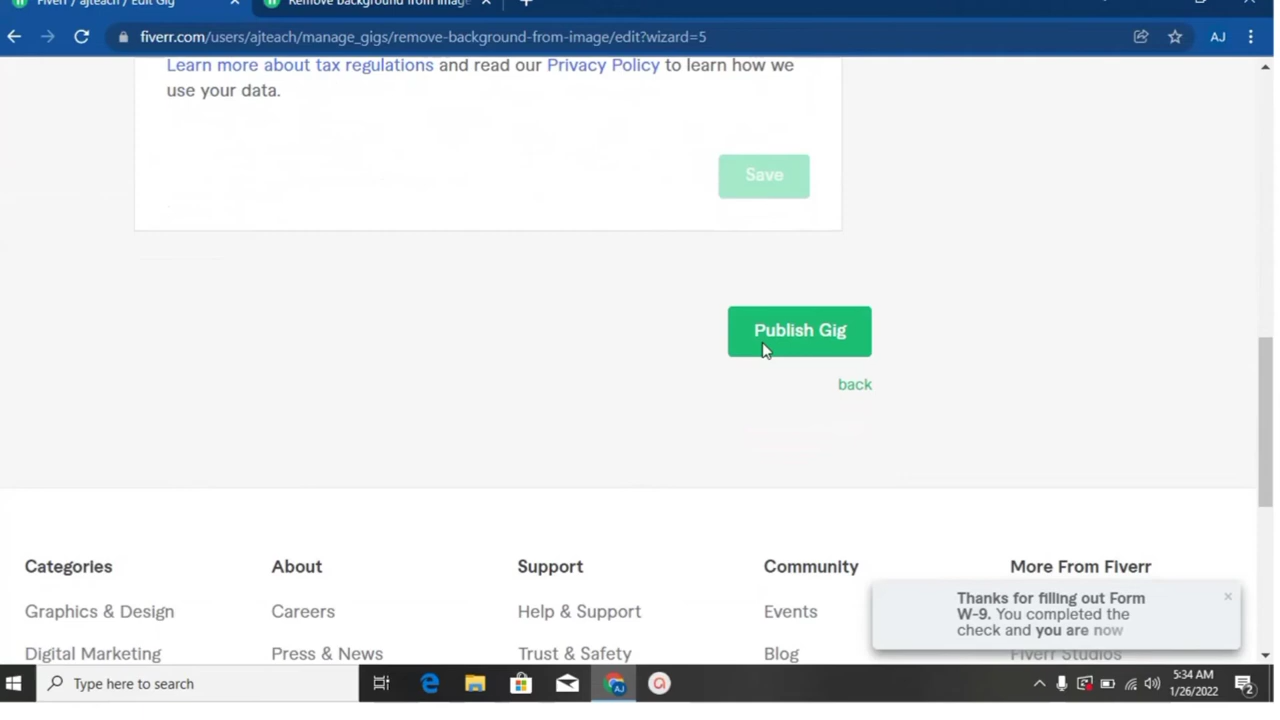 Fiverr / ajteach / Edit Gig
Remove background from image
fiverr.com/users/ajteach/manage_gigs/remove-background-from-image/edit?wizard=5
AJ
Learn more about tax regulations and read our Privacy Policy to learn how we
use your data.
Save
Publish Gig
back
Categories
About
Support
Community
More From Fiverr
Graphics & Design
Careers
Help & Support
Events
Digital Marketing
Press & News
Trust & Safety
Blog
Fiverr Studios
Thanks for filling out Form
W-9. You completed the
check and you are now
Type here to search
AJ
5:34 AM
1/26/2022
2